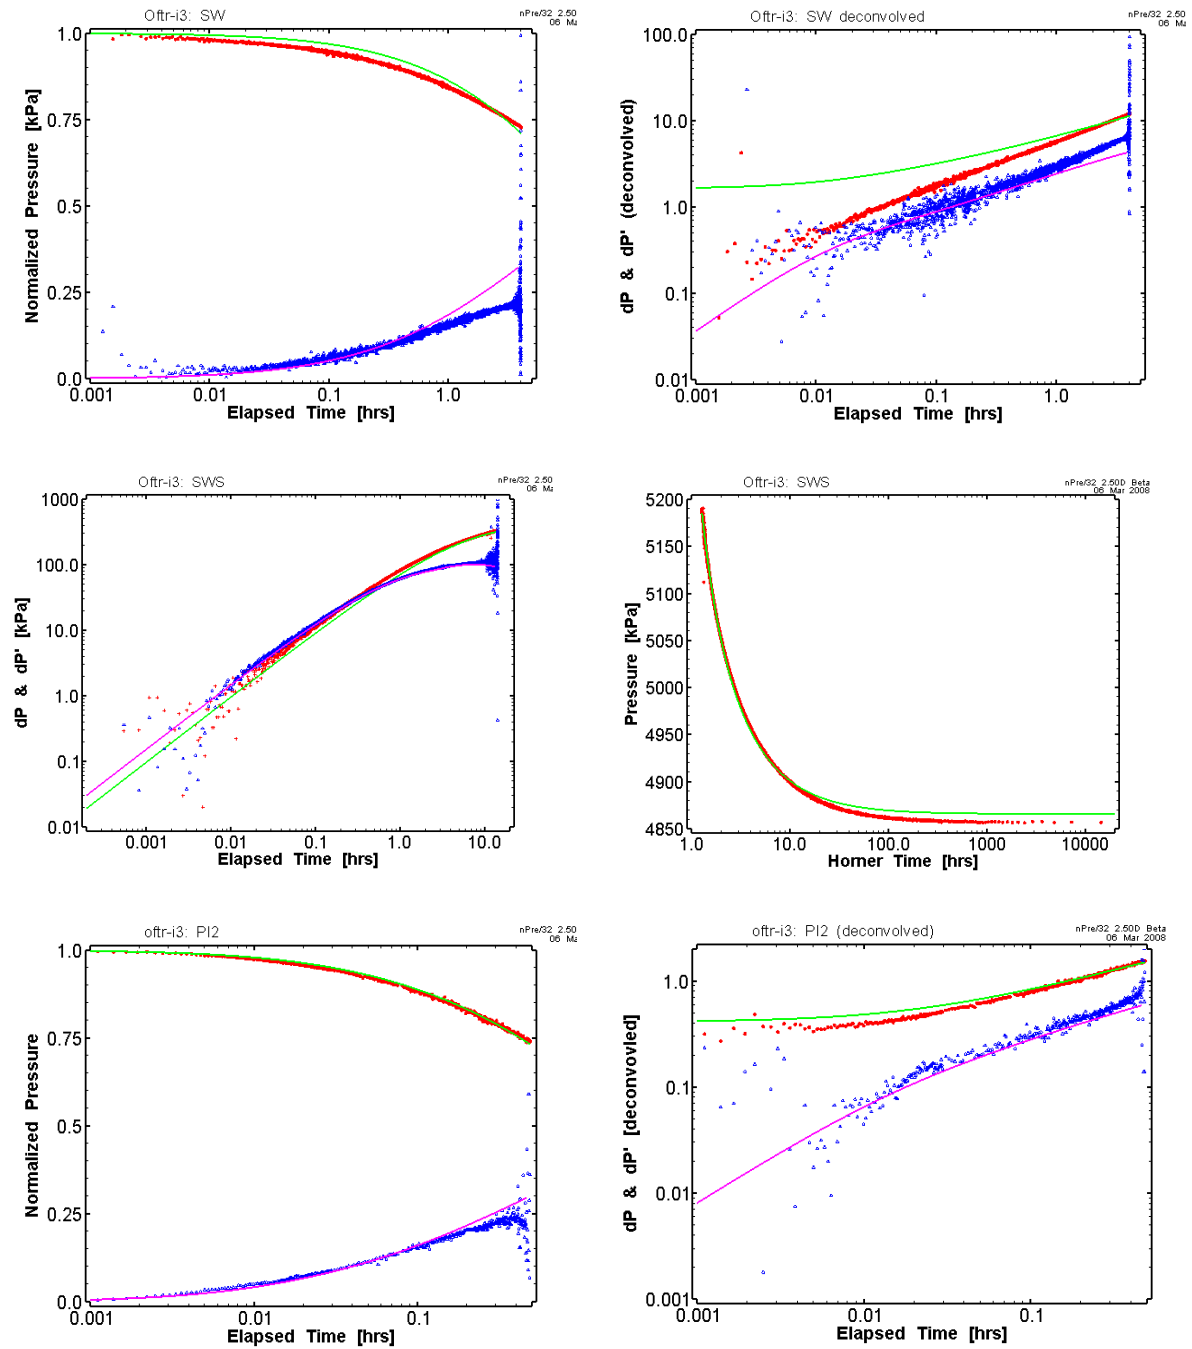 Oftr-i3: SW
nPre/32 2.50
06 Ma
Normalized Pressure [kPa]
1.0
0.75
0.5
0.25
0.0
0.001 0.01 0.1 1.0
Elapsed Time [hrs]
Oftr-i3: SW deconvolved
nPre/32 2.50
06 Ma
dP & dP' (deconvolved)
100.0
10.0
1.0
0.1
0.01
0.001 0.01 0.1 1.0
Elapsed Time [hrs]
Oftr-i3: SWS
nPre/32 2.50
06 Ma
dP & dP' [kPa]
1000
100.0
10.0
1.0
0.1
0.01
0.001 0.01 0.1 1.0 10.0
Elapsed Time [hrs]
Oftr-i3: SWS
nPre/32 2.50D Beta
06 Mar 2008
Pressure [kPa]
5200
5150
5100
5050
5000
4950
4900
4850
1.0 10.0 100.0 1000 10000
Horner Time [hrs]
oftr-i3: PI2
nPre/32 2.50
06 Ma
Normalized Pressure
1.0
0.75
0.5
0.25
0.0
0.001 0.01 0.1
Elapsed Time [hrs]
oftr-i3: PI2 (deconvolved)
nPre/32 2.50D Beta
06 Mar 2008
dP & dP' [deconvovled]
1.0
0.1
0.01
0.001
0.001 0.01 0.1
Elapsed Time [hrs]